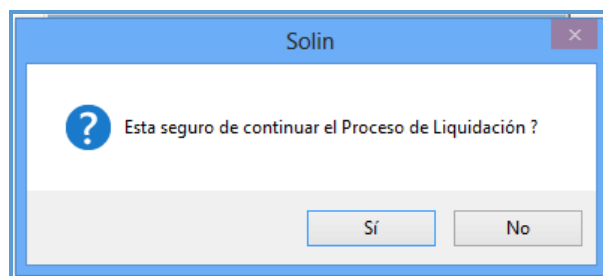 Solin
Esta seguro de continuar el Proceso de Liquidación ?
Sí
No